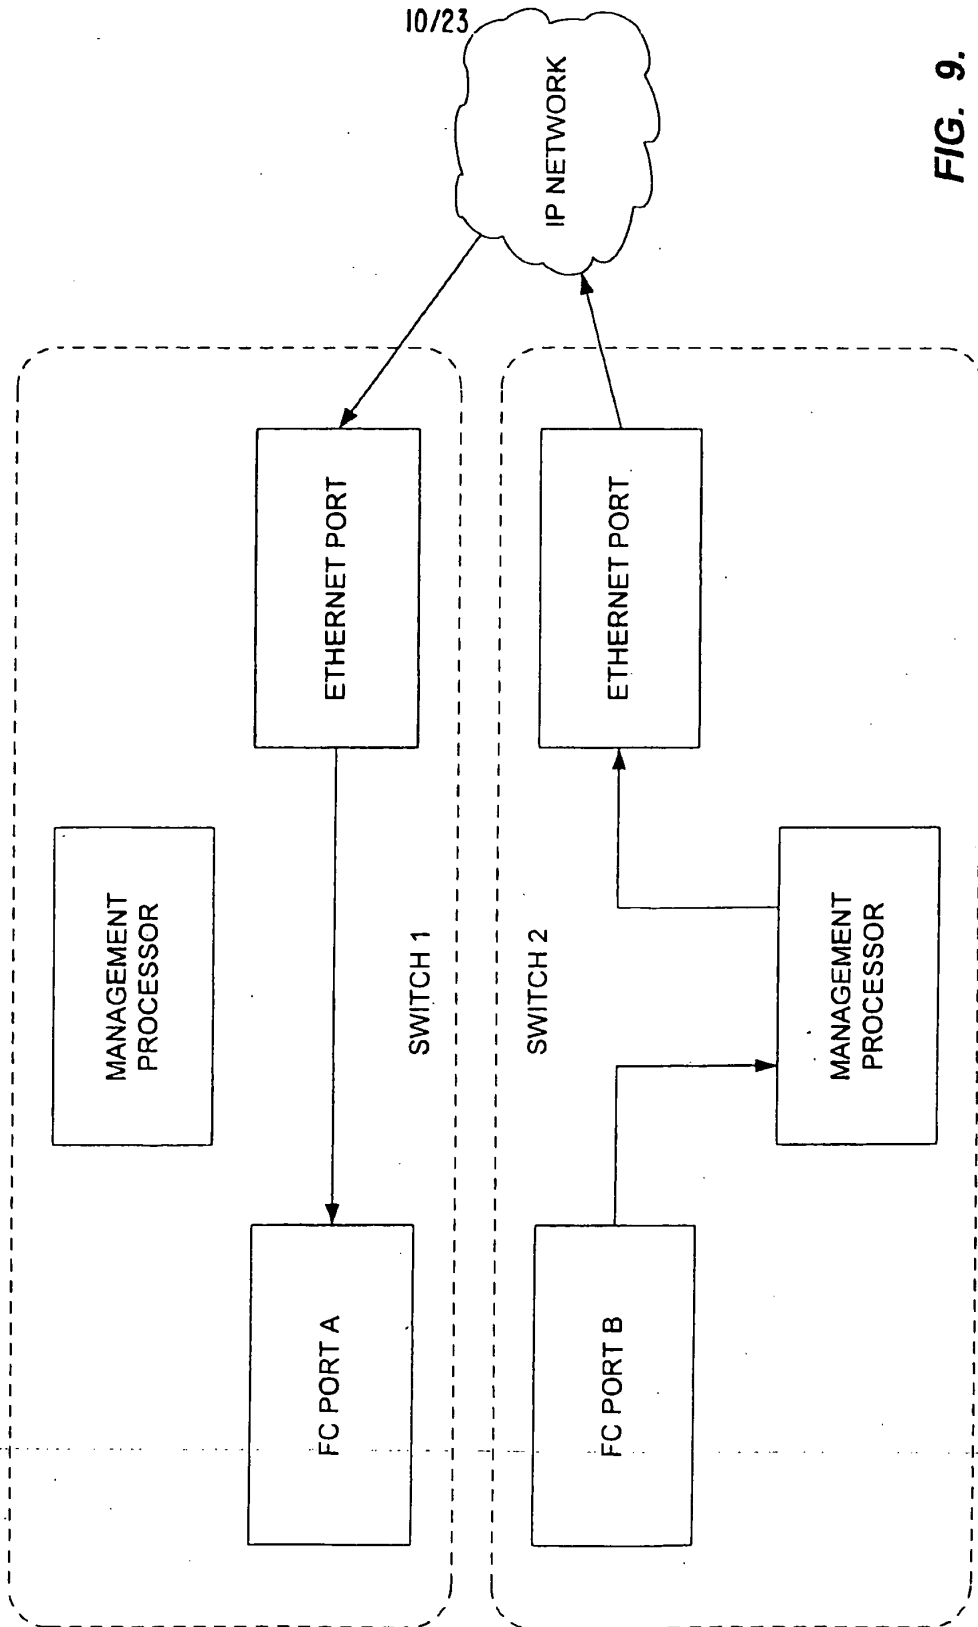 10/23
MANAGEMENT
PROCESSOR
FC PORT A
ETHERNET PORT
SWITCH 1
IP NETWORK
SWITCH 2
FC PORT B
ETHERNET PORT
MANAGEMENT
PROCESSOR
FIG. 9.